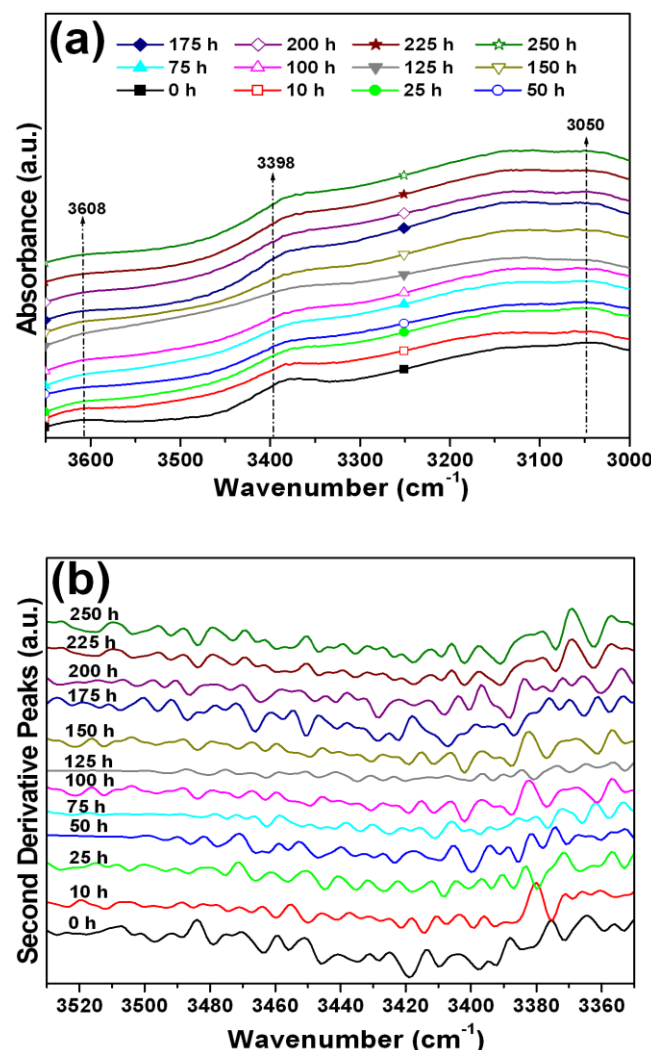 (a)
175 h 200 h 225 h 250 h
75 h 100 h 125 h 150 h
0 h 10 h 25 h 50 h
3608
3398
3050
Absorbance (a.u.)
3600 3500 3400 3300 3200 3100 3000
Wavenumber (cm⁻¹)
(b)
250 h
225 h
200 h
175 h
150 h
125 h
100 h
75 h
50 h
25 h
10 h
0 h
Second Derivative Peaks (a.u.)
3520 3500 3480 3460 3440 3420 3400 3380 3360
Wavenumber (cm⁻¹)